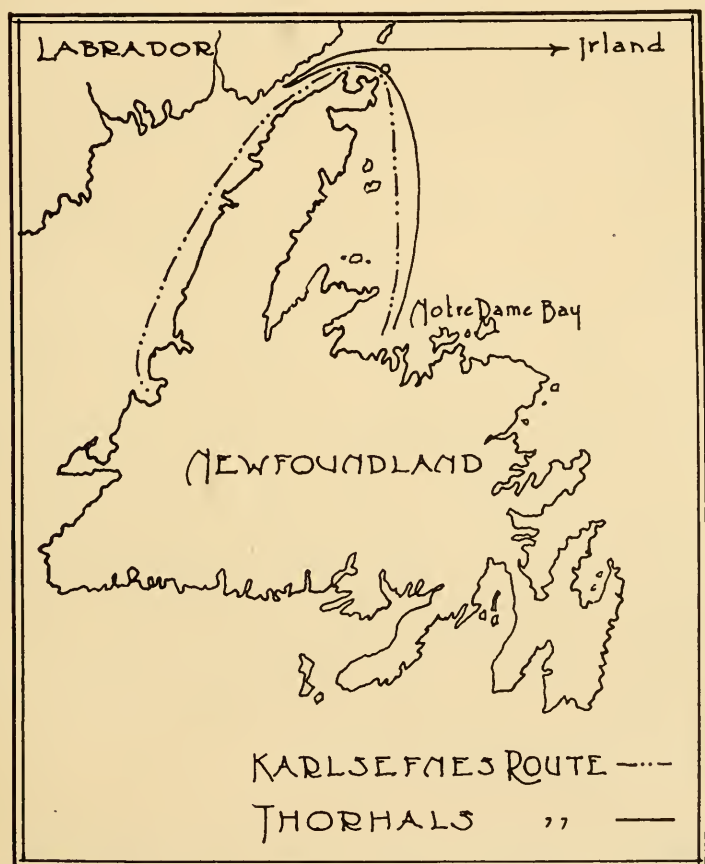 LABRADOR
Irland
Notre Dame Bay
NEWFOUNDLAND
KARLSEFNES ROUTE
THORHALS ,,